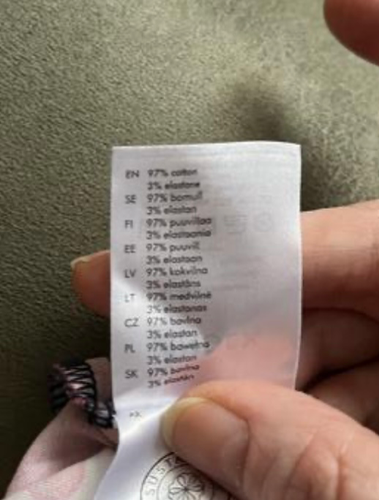 EN 97% cotton
3% elastane
SE 97% bomull
3% elastan
FI 97% puuvillaa
3% elastaania
EE 97% puuvill
3% elastaan
LV 97% kokvilna
3% elastāns
LT 97% medvilnė
3% elastanas
CZ 97% bavlna
3% elastan
PL 97% bawełna
3% elastan
SK 97% bavlna
3% elastán